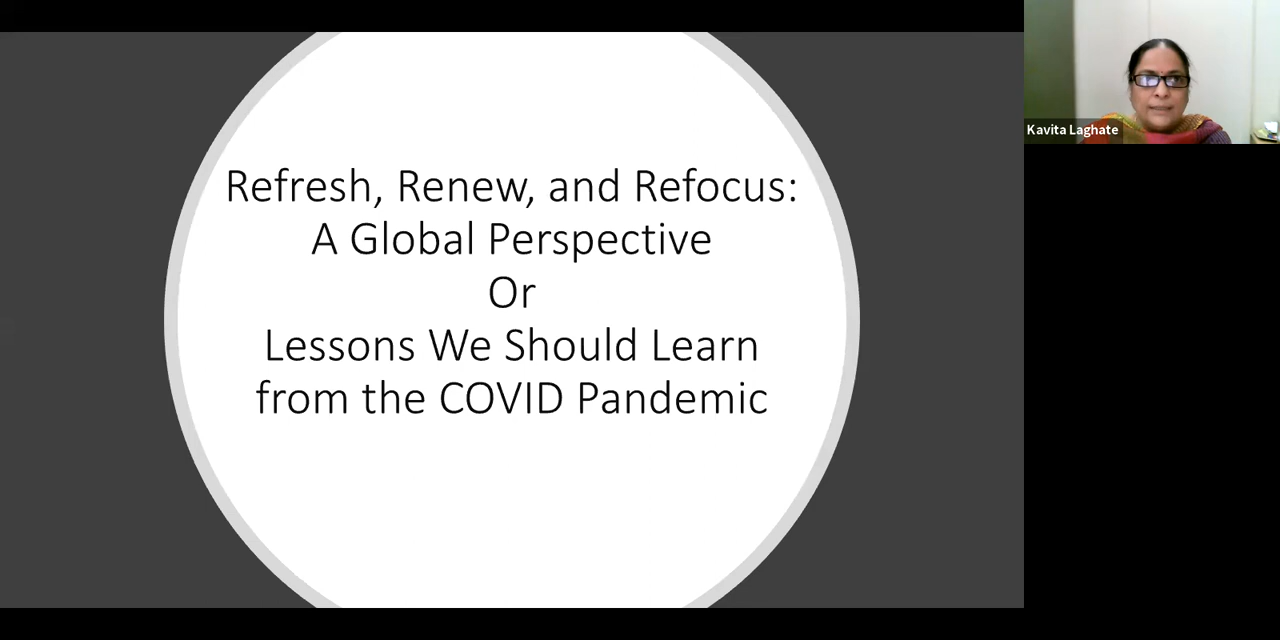 Refresh, Renew, and Refocus:
A Global Perspective
Or
Lessons We Should Learn
from the COVID Pandemic
Kavita Laghate